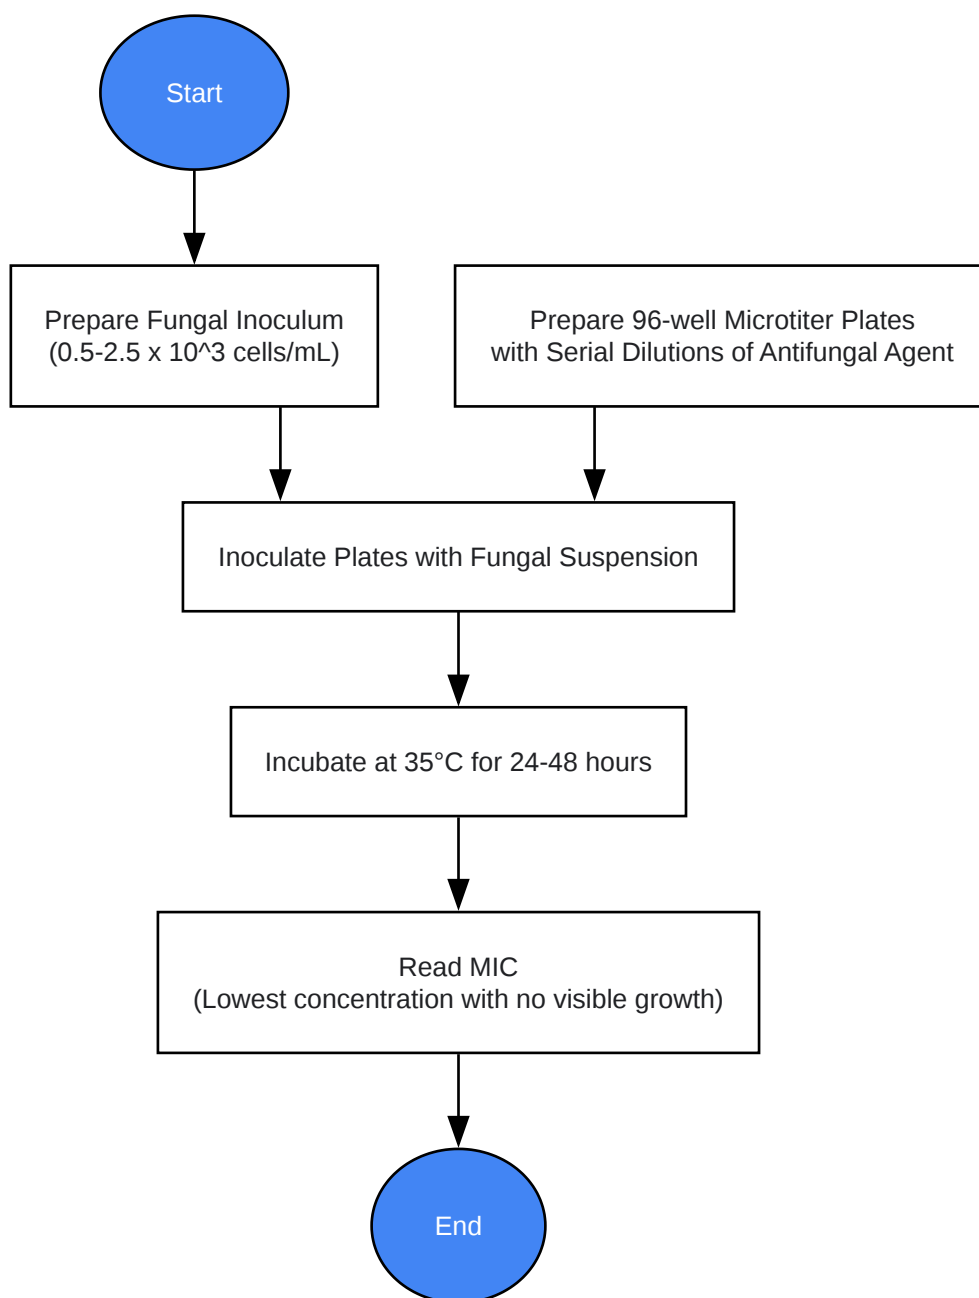 Start
Prepare Fungal Inoculum
(0.5-2.5 x 10^3 cells/mL)
Prepare 96-well Microtiter Plates
with Serial Dilutions of Antifungal Agent
Inoculate Plates with Fungal Suspension
Incubate at 35°C for 24-48 hours
Read MIC
(Lowest concentration with no visible growth)
End